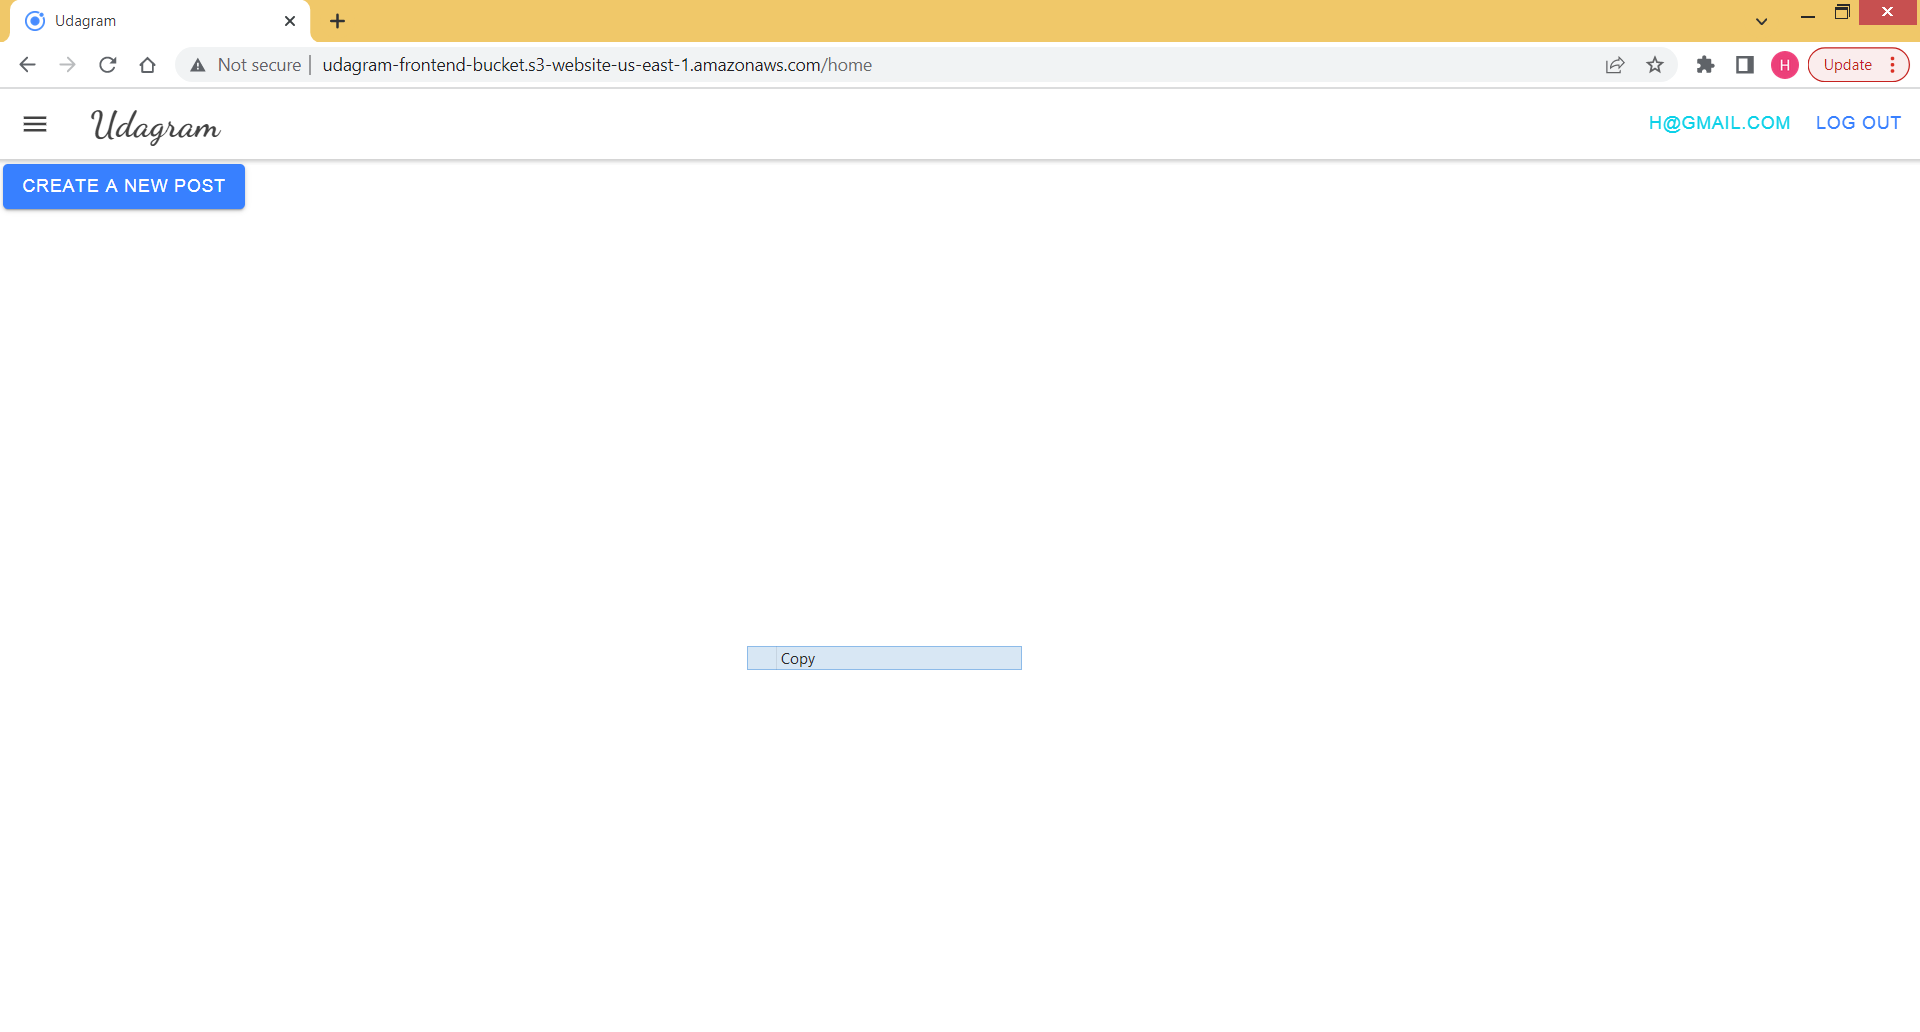 Udagram
Not secure udagram-frontend-bucket.s3-website-us-east-1.amazonaws.com/home H Update
Udagram H@GMAIL.COM LOG OUT
CREATE A NEW POST
Copy